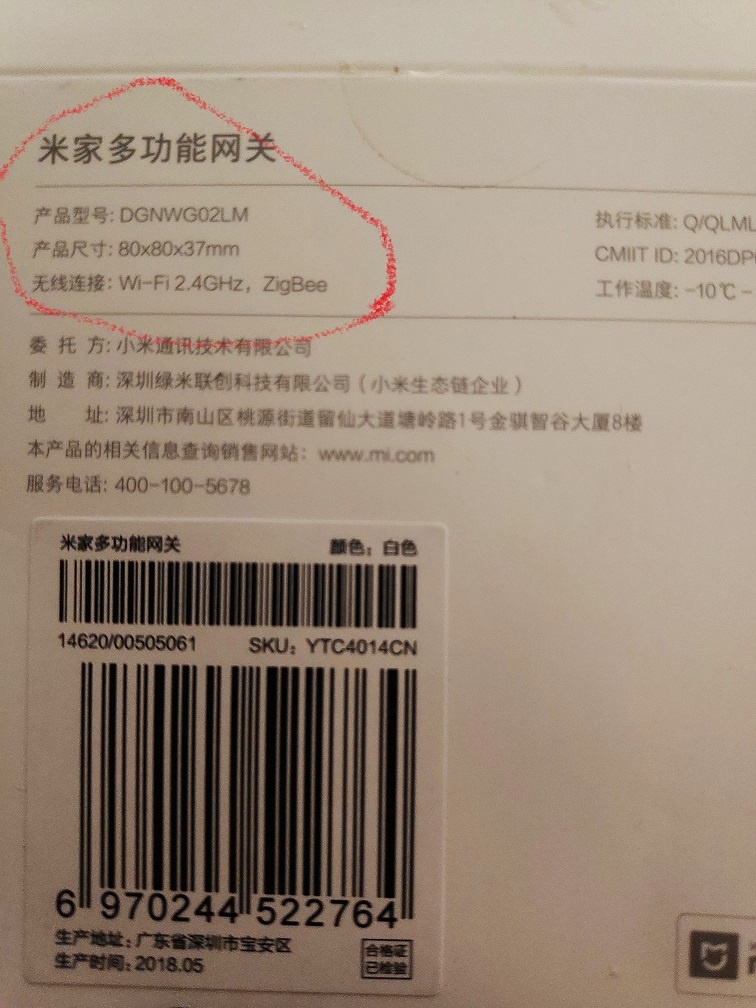 米家多功能网关
产品型号: DGNWG02LM
产品尺寸: 80x80x37mm
无线连接: Wi-Fi 2.4GHz, ZigBee
执行标准: Q/QLML
CMIIT ID: 2016DP
工作温度: -10℃-
委 托 方: 小米通讯技术有限公司
制 造 商: 深圳绿米联创科技有限公司(小米生态链企业)
地 址: 深圳市南山区桃源街道留仙大道塘岭路1号金骐智谷大厦8楼
本产品的相关信息查询销售网站: www.mi.com
服务电话: 400-100-5678
米家多功能网关 颜色: 白色
14620/00505061 SKU: YTC4014CN
6 970244 522764
生产地址: 广东省深圳市宝安区
生产时间: 2018.05
合格证
已检验